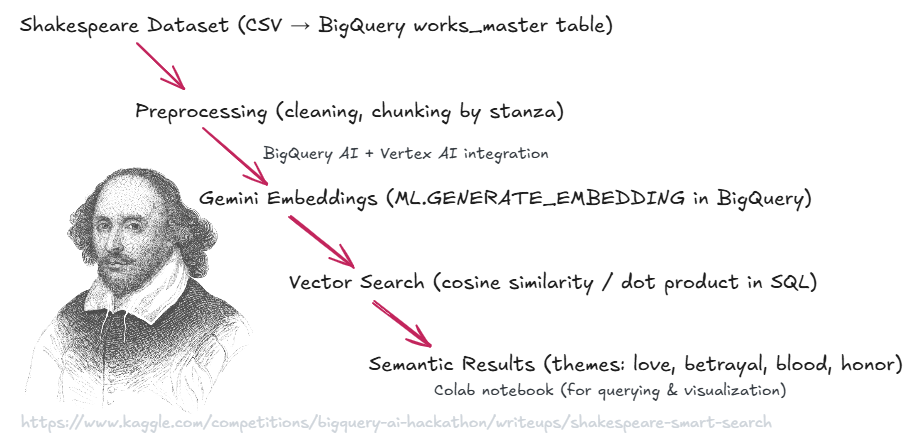 Shakespeare Dataset (CSV → BigQuery works_master table)
Preprocessing (cleaning, chunking by stanza)
BigQuery AI + Vertex AI integration
Gemini Embeddings (ML.GENERATE_EMBEDDING in BigQuery)
Vector Search (cosine similarity / dot product in SQL)
Semantic Results (themes: love, betrayal, blood, honor)
Colab notebook (for querying & visualization)
https://www.kaggle.com/competitions/bigquery-ai-hackathon/writeups/shakespeare-smart-search